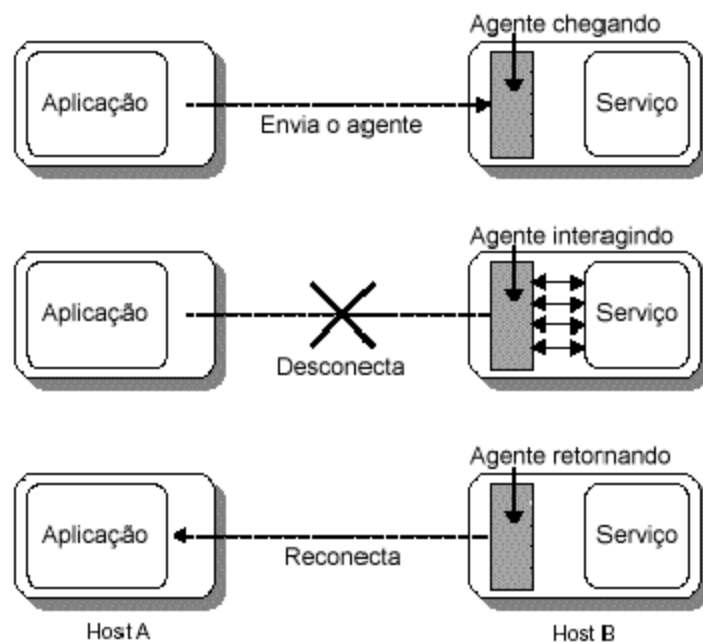 Agente chegando
Aplicação
Envia o agente
Serviço
Agente interagindo
Aplicação
Desconecta
Serviço
Agente retornando
Aplicação
Reconecta
Serviço
Host A
Host B